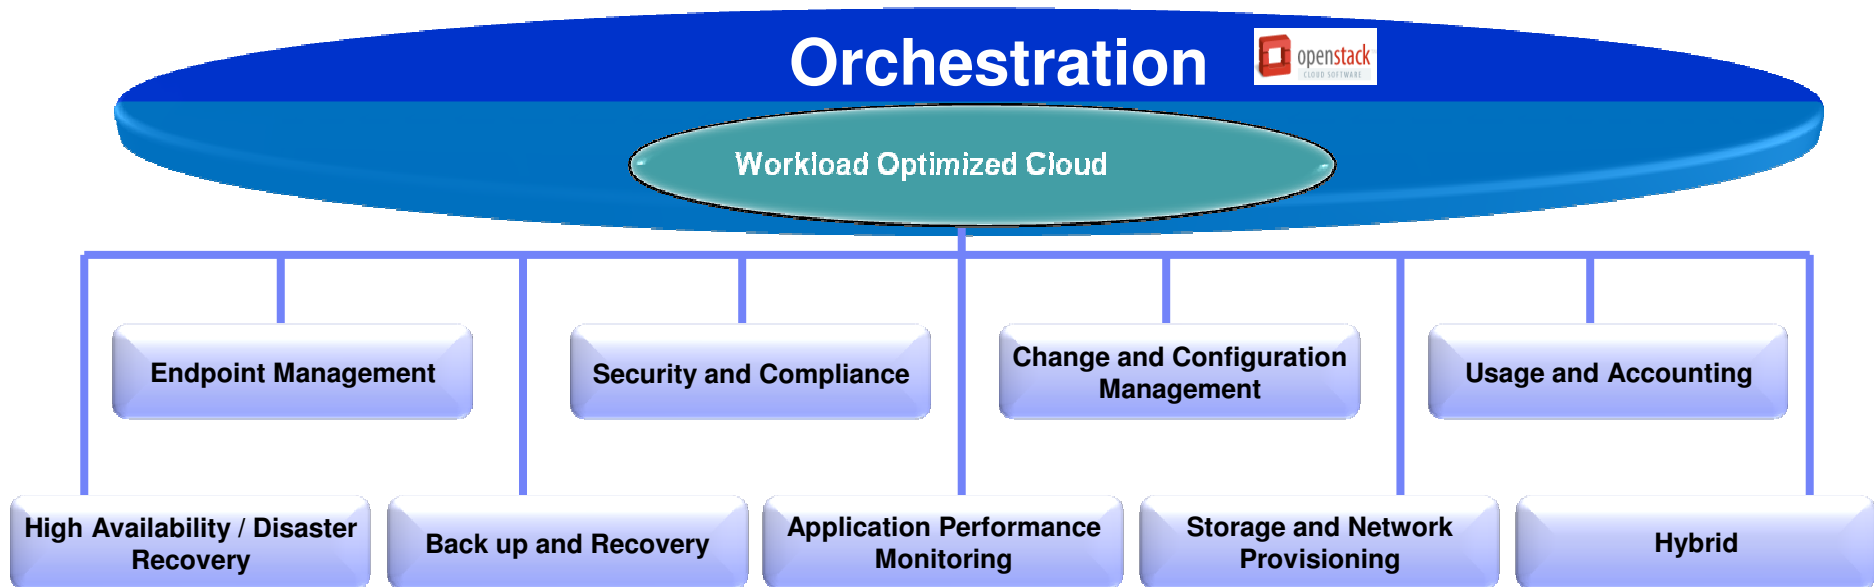 Orchestration
openstack
CLOUD SOFTWARE
Workload Optimized Cloud
Endpoint Management
Security and Compliance
Change and Configuration
Management
Usage and Accounting
High Availability / Disaster
Recovery
Back up and Recovery
Application Performance
Monitoring
Storage and Network
Provisioning
Hybrid